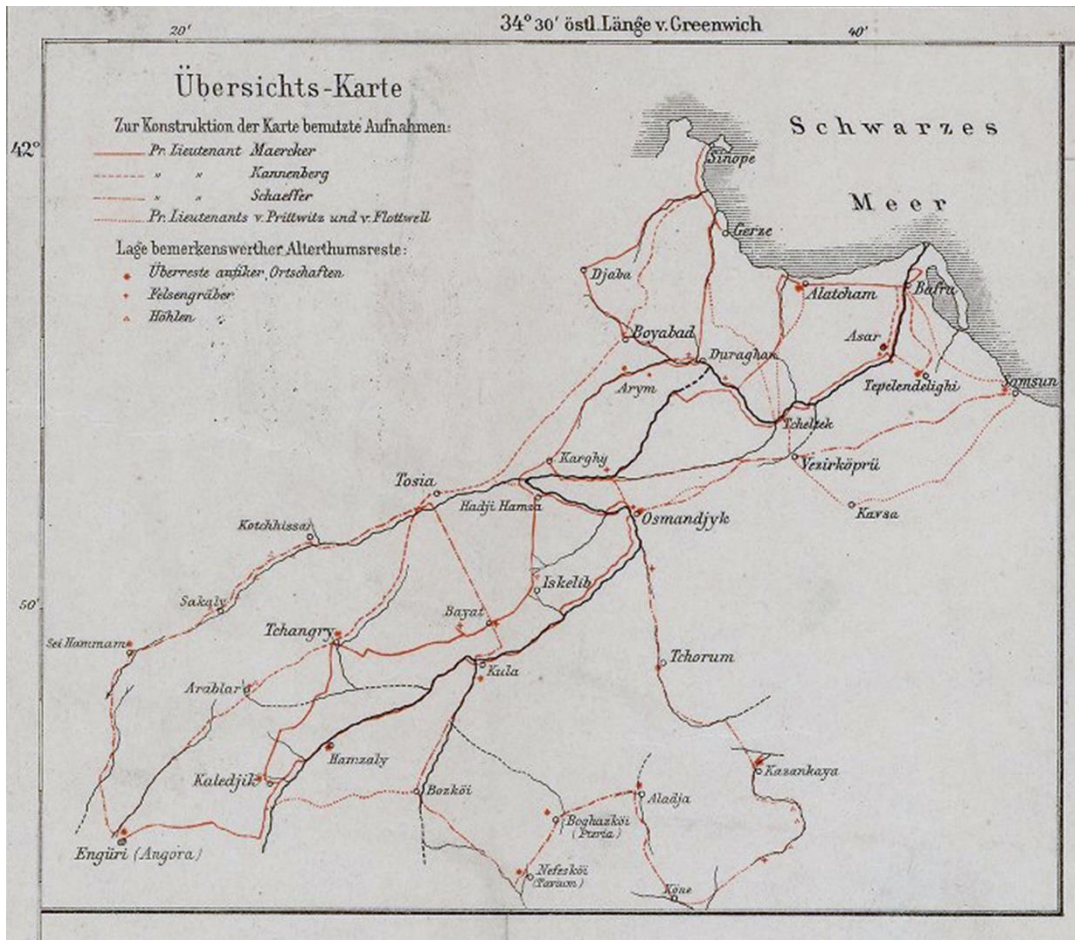 34° 30' östl. Länge v. Greenwich
20'
40'
Übersichts-Karte
Zur Konstruktion der Karte benutzte Aufnahmen:
Pr. Lieutenant Maercker
" " Kannenberg
" " Schaeffer
Pr. Lieutenants v. Prittwitz und v. Flottwell
Lage bemerkenswerther Alterthumsreste:
Überreste antiker Ortschaften
Felsengräber
Höhlen
42°
50'
Schwarzes
Meer
Sinope
Gerze
Djaba
Alatcham
Bafra
Boyabad
Asar
Duraghan
Arym
Tepelendelighi
Samsun
Tcheltek
Karghy
Vezirköprü
Tosia
Hadji Hamza
Kavsa
Osmandjyk
Kotchhissar
Iskelib
Sakaly
Bayat
Tchangry
Sei Hammam
Tchorum
Kula
Arablar
Hamzaly
Kazankaya
Kaledjik
Bozköi
Aladja
Boghazköi
(Pteria)
Engüri (Angora)
Nefesköi
(Tavium)
Köne